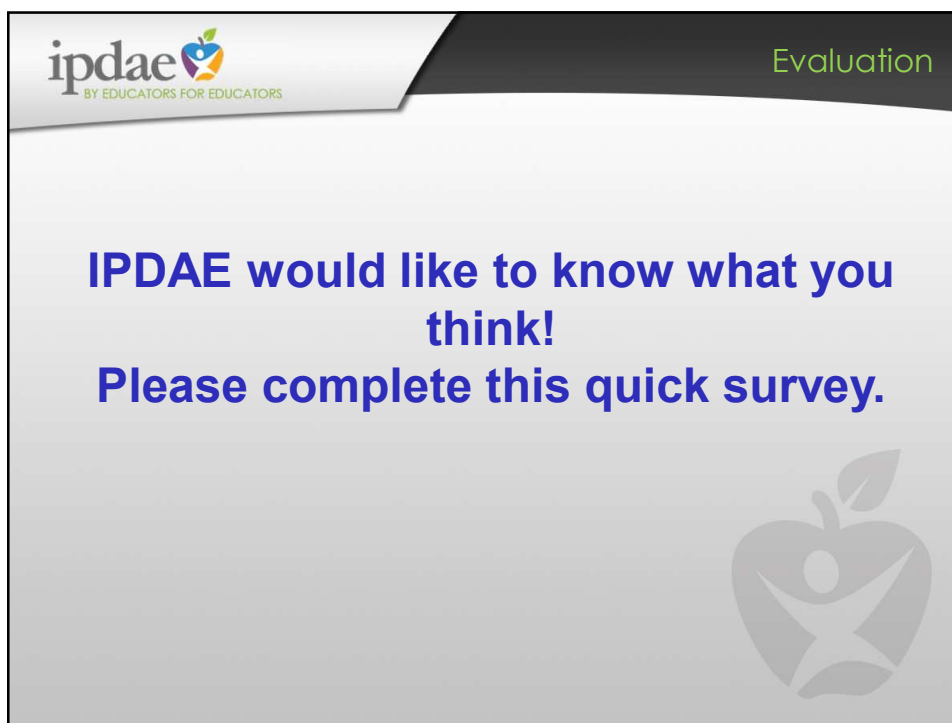 ipdae
BY EDUCATORS FOR EDUCATORS
Evaluation
IPDAE would like to know what you
think!
Please complete this quick survey.